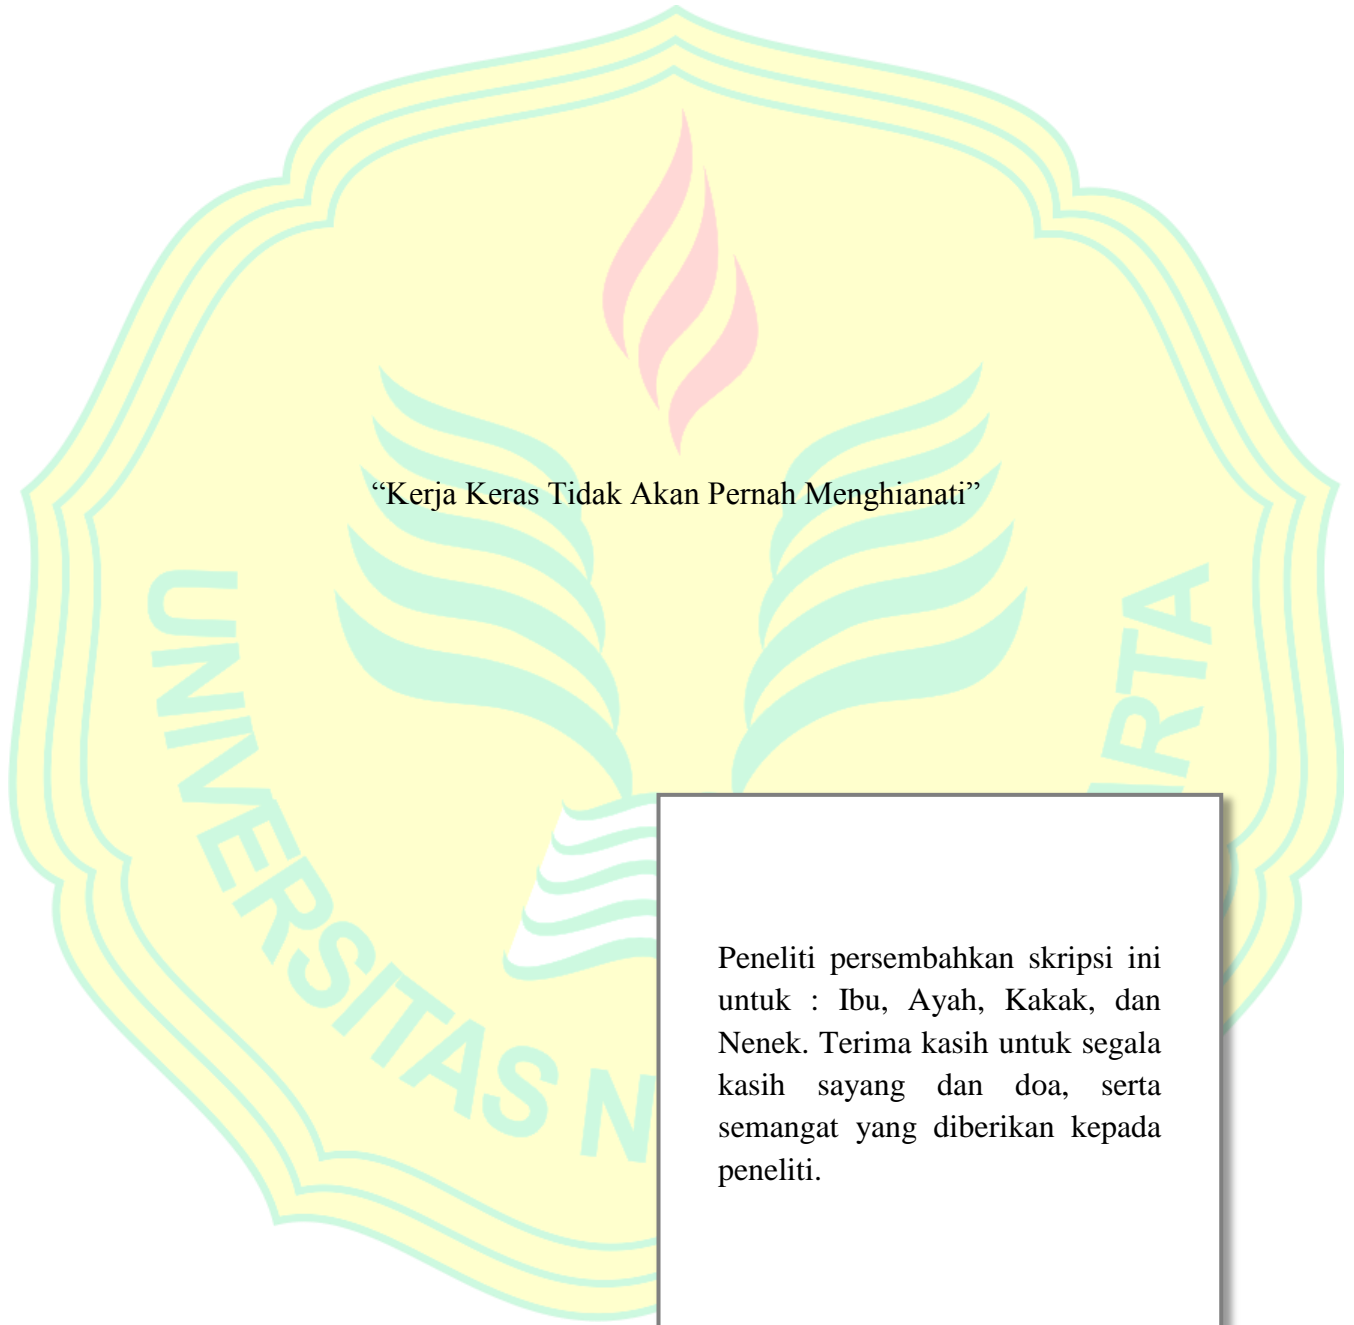 “Kerja Keras Tidak Akan Pernah Menghianati”
UNIVERSITAS N
RTA
Peneliti persembahkan skripsi ini
untuk : Ibu, Ayah, Kakak, dan
Nenek. Terima kasih untuk segala
kasih sayang dan doa, serta
semangat yang diberikan kepada
peneliti.